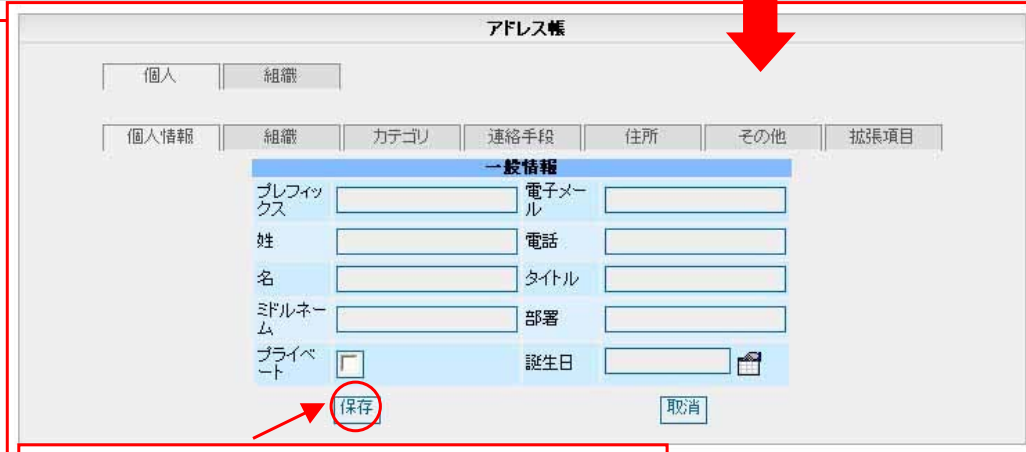 アドレス帳
個人 組織
個人情報 組織 カテゴリ 連絡手段 住所 その他 拡張項目
一般情報
プレフィッ
クス
電子メー
ル
姓 電話
名 タイトル
ミドルネー
ム
部署
プライベ
ート
誕生日
保存 取消